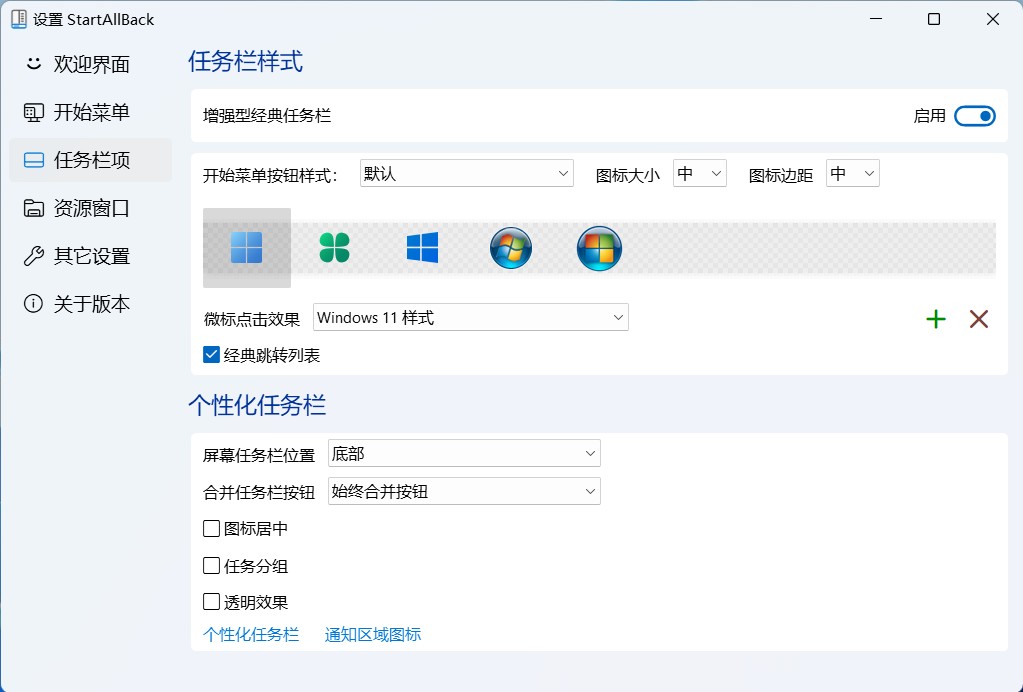 设置 StartAllBack
欢迎界面
开始菜单
任务栏项
资源窗口
其它设置
关于版本
任务栏样式
增强型经典任务栏 启用
开始菜单按钮样式： 默认 图标大小 中 图标边距 中
微标点击效果 Windows 11 样式
经典跳转列表
个性化任务栏
屏幕任务栏位置 底部
合并任务栏按钮 始终合并按钮
图标居中
任务分组
透明效果
个性化任务栏 通知区域图标